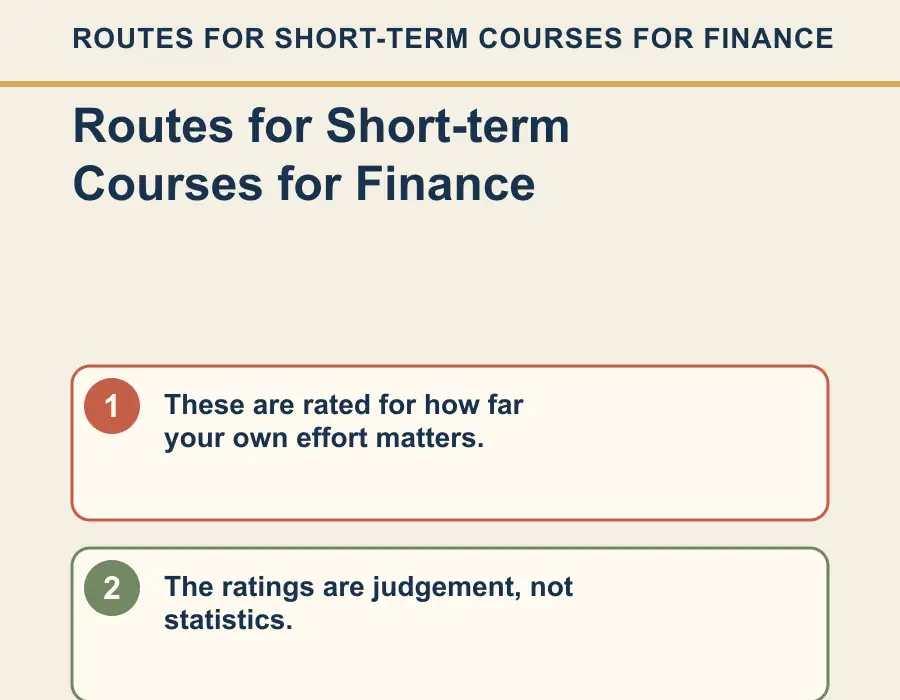 ROUTES FOR SHORT-TERM COURSES FOR FINANCE
Routes for Short-term
Courses for Finance
1
These are rated for how far
your own effort matters.
2
The ratings are judgement, not
statistics.